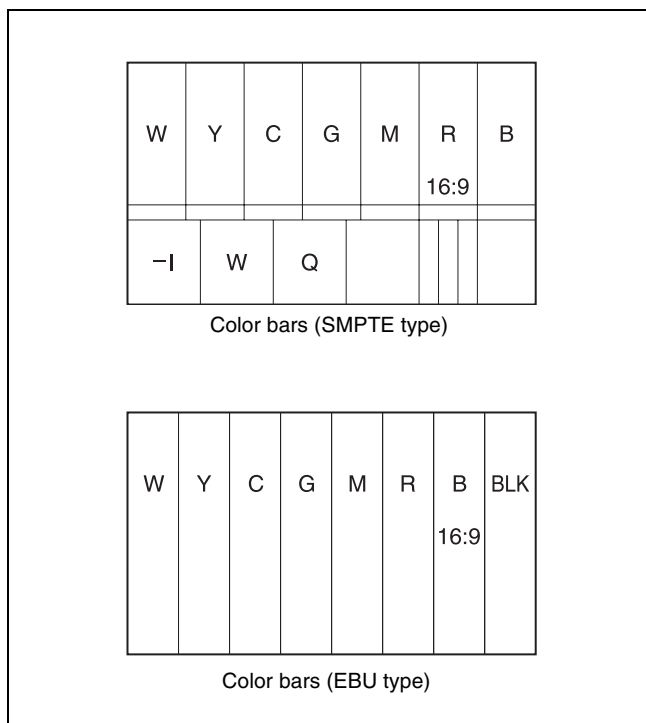 W Y C G M R B
16:9
−I W Q
Color bars (SMPTE type)
W Y C G M R B BLK
16:9
Color bars (EBU type)